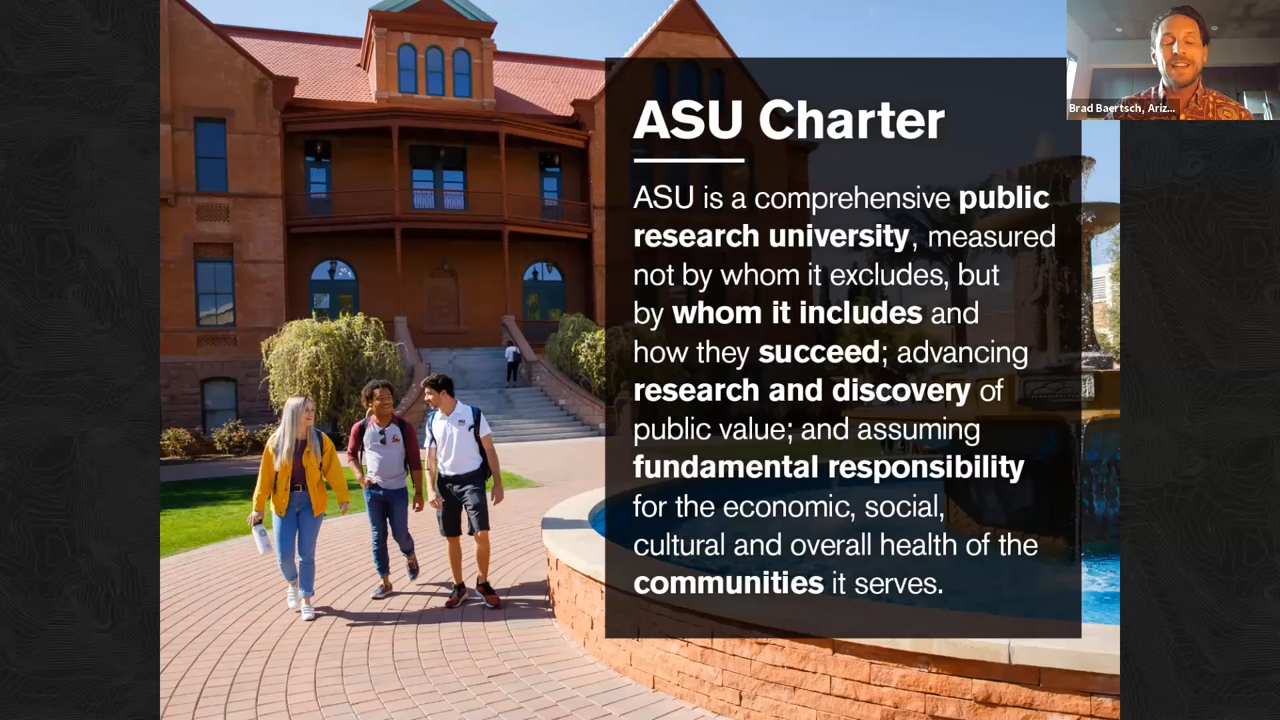 ASU Charter
ASU is a comprehensive public
research university, measured
not by whom it excludes, but
by whom it includes and
how they succeed; advancing
research and discovery of
public value; and assuming
fundamental responsibility
for the economic, social,
cultural and overall health of the
communities it serves.
Brad Baertsch, Ariz...